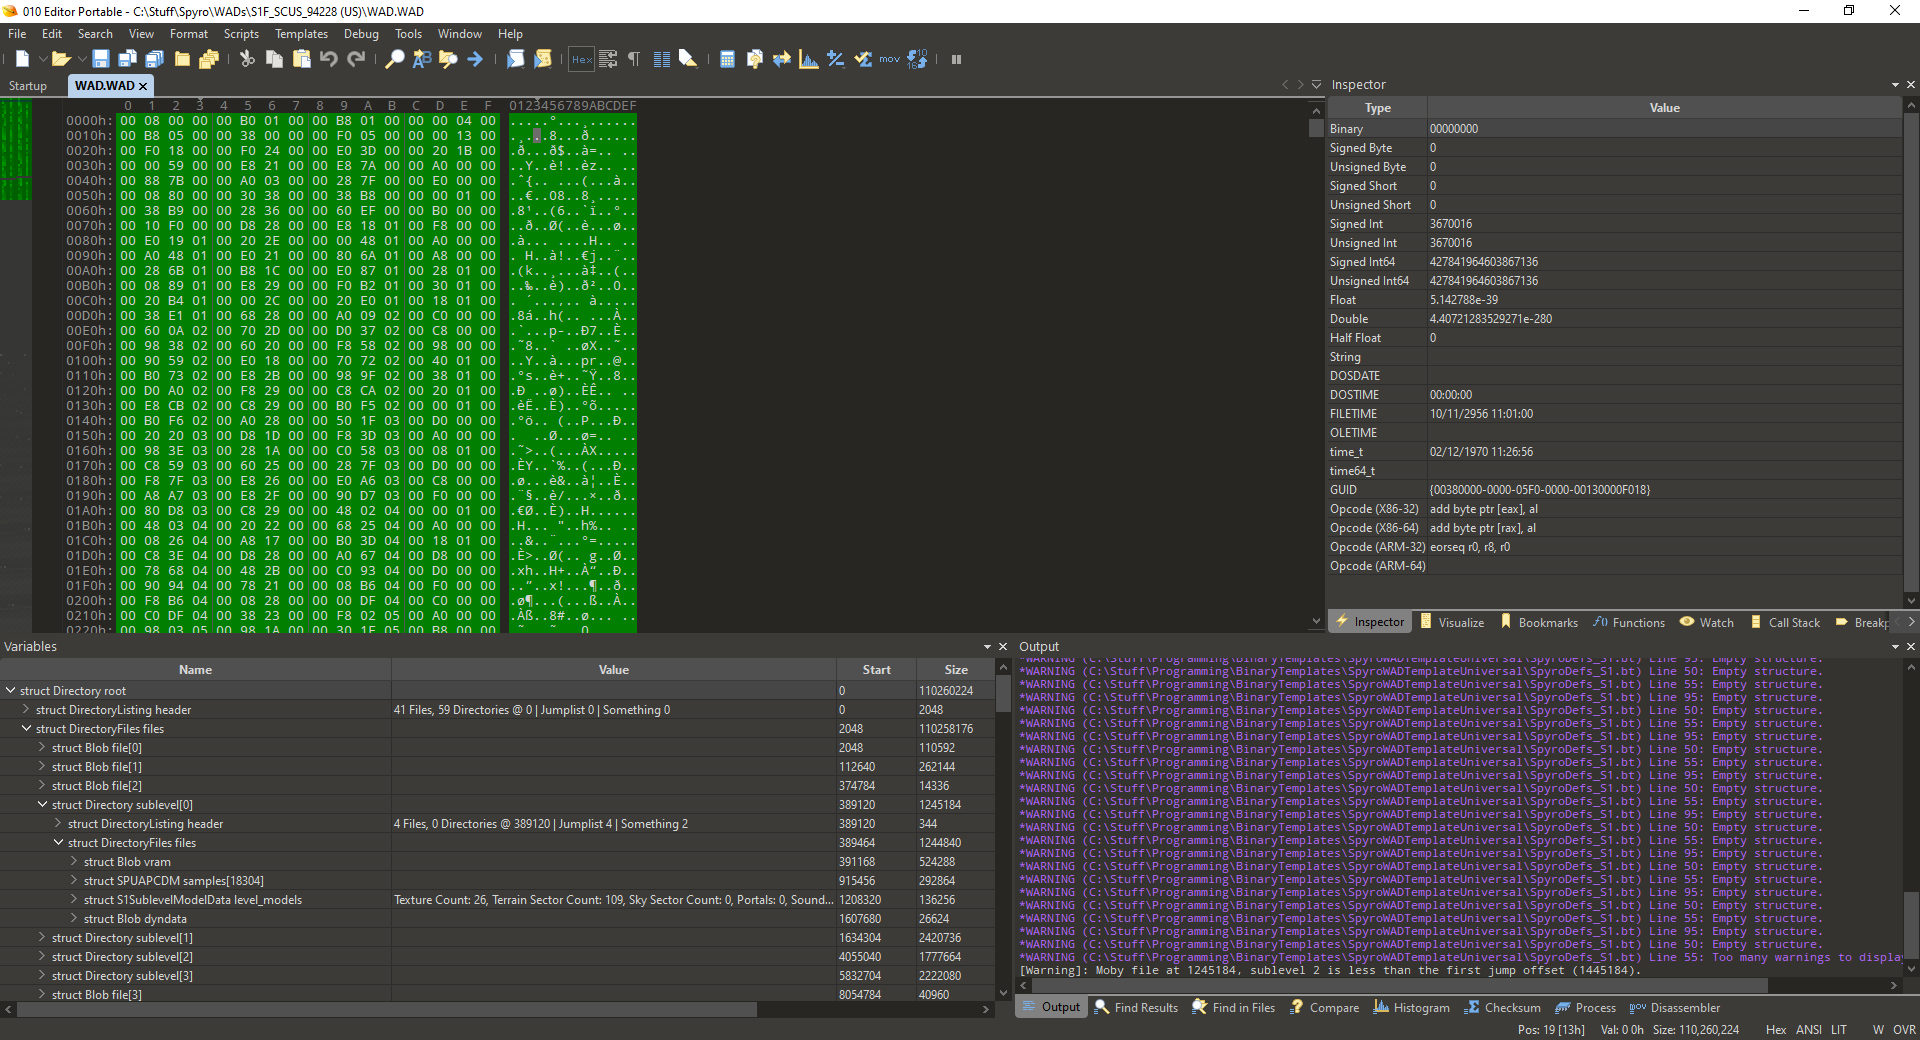 010 Editor Portable - C:\Stuff\Spyro\WADs\S1F_SCUS_94228 (US)\WAD.WAD
File Edit Search View Format Scripts Templates Debug Tools Window Help
Startup WAD.WAD
0 1 2 3 4 5 6 7 8 9 A B C D E F 0123456789ABCDEF
0000h: 00 08 00 00 00 B0 01 00 00 B8 01 00 00 00 04 00
0010h: 00 B8 05 00 00 38 00 00 00 F0 05 00 00 00 13 00
0020h: 00 F0 18 00 00 F0 24 00 00 E0 3D 00 00 20 1B 00
0030h: 00 00 59 00 00 E8 21 00 00 E8 7A 00 00 A0 00 00
0040h: 00 88 7B 00 00 A0 03 00 00 28 7F 00 00 E0 00 00
0050h: 00 08 80 00 00 30 38 00 00 38 B8 00 00 00 01 00
0060h: 00 38 B9 00 00 28 36 00 00 60 EF 00 00 B0 00 00
0070h: 00 10 F0 00 00 D8 28 00 00 E8 18 01 00 F8 00 00
0080h: 00 E0 19 01 00 20 2E 00 00 00 48 01 00 A0 00 00
0090h: 00 A0 48 01 00 E0 21 00 00 80 6A 01 00 A8 00 00
00A0h: 00 28 6B 01 00 B8 1C 00 00 E0 87 01 00 28 01 00
00B0h: 00 08 89 01 00 E8 29 00 00 F0 B2 01 00 30 01 00
00C0h: 00 20 B4 01 00 00 2C 00 00 20 E0 01 00 18 01 00
00D0h: 00 38 E1 01 00 68 28 00 00 A0 09 02 00 C0 00 00
00E0h: 00 60 0A 02 00 70 2D 00 00 D0 37 02 00 C8 00 00
00F0h: 00 98 38 02 00 60 20 00 00 F8 58 02 00 98 00 00
0100h: 00 90 59 02 00 E0 18 00 00 70 72 02 00 40 01 00
0110h: 00 B0 73 02 00 E8 2B 00 00 98 9F 02 00 38 01 00
0120h: 00 D0 A0 02 00 F8 29 00 00 C8 CA 02 00 20 01 00
0130h: 00 E8 CB 02 00 C8 29 00 00 B0 F5 02 00 00 01 00
0140h: 00 B0 F6 02 00 A0 28 00 00 50 1F 03 00 D0 00 00
0150h: 00 20 20 03 00 D8 1D 00 00 F8 3D 03 00 A0 00 00
0160h: 00 98 3E 03 00 28 1A 00 00 C0 58 03 00 08 01 00
0170h: 00 C8 59 03 00 60 25 00 00 28 7F 03 00 D0 00 00
0180h: 00 F8 7F 03 00 E8 26 00 00 E0 A6 03 00 C8 00 00
0190h: 00 A8 A7 03 00 E8 2F 00 00 90 D7 03 00 F0 00 00
01A0h: 00 80 D8 03 00 C8 29 00 00 48 02 04 00 00 01 00
01B0h: 00 48 03 04 00 20 22 00 00 68 25 04 00 A0 00 00
01C0h: 00 08 26 04 00 A8 17 00 00 B0 3D 04 00 18 01 00
01D0h: 00 C8 3E 04 00 D8 28 00 00 A0 67 04 00 D8 00 00
01E0h: 00 78 68 04 00 48 2B 00 00 C0 93 04 00 D0 00 00
01F0h: 00 90 94 04 00 78 21 00 00 08 B6 04 00 F0 00 00
0200h: 00 F8 B6 04 00 08 28 00 00 00 DF 04 00 C0 00 00
0210h: 00 C0 DF 04 00 38 23 00 00 F8 02 05 00 A0 00 00
0220h: 00 98 03 05 00 98 1A 00 00 30 1E 05 00 B8 00 00
Inspector
Type Value
Binary 00000000
Signed Byte 0
Unsigned Byte 0
Signed Short 0
Unsigned Short 0
Signed Int 3670016
Unsigned Int 3670016
Signed Int64 427841964603867136
Unsigned Int64 427841964603867136
Float 5.142788e-39
Double 4.40721283529271e-280
Half Float 0
String
DOSDATE
DOSTIME 00:00:00
FILETIME 10/11/2956 11:01:00
OLETIME
time_t 02/12/1970 11:26:56
time64_t
GUID {00380000-0000-05F0-0000-00130000F018}
Opcode (X86-32) add byte ptr [eax], al
Opcode (X86-64) add byte ptr [rax], al
Opcode (ARM-32) eorseq r0, r8, r0
Opcode (ARM-64)
Inspector Visualize Bookmarks Functions Watch Call Stack Breakp
Variables
Name Value Start Size
struct Directory root 0 110260224
struct DirectoryListing header 41 Files, 59 Directories @ 0 | Jumplist 0 | Something 0 0 2048
struct DirectoryFiles files 2048 110258176
struct Blob file[0] 2048 110592
struct Blob file[1] 112640 262144
struct Blob file[2] 374784 14336
struct Directory sublevel[0] 389120 1245184
struct DirectoryListing header 4 Files, 0 Directories @ 389120 | Jumplist 4 | Something 2 389120 344
struct DirectoryFiles files 389464 1244840
struct Blob vram 391168 524288
struct SPUAPCDM samples[18304] 915456 292864
struct S1SublevelModelData level_models Texture Count: 26, Terrain Sector Count: 109, Sky Sector Count: 0, Portals: 0, Sound... 1208320 136256
struct Blob dyndata 1607680 26624
struct Directory sublevel[1] 1634304 2420736
struct Directory sublevel[2] 4055040 1777664
struct Directory sublevel[3] 5832704 2222080
struct Blob file[3] 8054784 40960
Output
*WARNING (C:\Stuff\Programming\BinaryTemplates\SpyroWADTemplateUniversal\SpyroDefs_S1.bt) Line 95: Empty structure.
*WARNING (C:\Stuff\Programming\BinaryTemplates\SpyroWADTemplateUniversal\SpyroDefs_S1.bt) Line 50: Empty structure.
*WARNING (C:\Stuff\Programming\BinaryTemplates\SpyroWADTemplateUniversal\SpyroDefs_S1.bt) Line 55: Empty structure.
*WARNING (C:\Stuff\Programming\BinaryTemplates\SpyroWADTemplateUniversal\SpyroDefs_S1.bt) Line 95: Empty structure.
*WARNING (C:\Stuff\Programming\BinaryTemplates\SpyroWADTemplateUniversal\SpyroDefs_S1.bt) Line 50: Empty structure.
*WARNING (C:\Stuff\Programming\BinaryTemplates\SpyroWADTemplateUniversal\SpyroDefs_S1.bt) Line 55: Empty structure.
*WARNING (C:\Stuff\Programming\BinaryTemplates\SpyroWADTemplateUniversal\SpyroDefs_S1.bt) Line 95: Empty structure.
*WARNING (C:\Stuff\Programming\BinaryTemplates\SpyroWADTemplateUniversal\SpyroDefs_S1.bt) Line 50: Empty structure.
*WARNING (C:\Stuff\Programming\BinaryTemplates\SpyroWADTemplateUniversal\SpyroDefs_S1.bt) Line 55: Empty structure.
*WARNING (C:\Stuff\Programming\BinaryTemplates\SpyroWADTemplateUniversal\SpyroDefs_S1.bt) Line 95: Empty structure.
*WARNING (C:\Stuff\Programming\BinaryTemplates\SpyroWADTemplateUniversal\SpyroDefs_S1.bt) Line 50: Empty structure.
*WARNING (C:\Stuff\Programming\BinaryTemplates\SpyroWADTemplateUniversal\SpyroDefs_S1.bt) Line 55: Empty structure.
*WARNING (C:\Stuff\Programming\BinaryTemplates\SpyroWADTemplateUniversal\SpyroDefs_S1.bt) Line 95: Empty structure.
*WARNING (C:\Stuff\Programming\BinaryTemplates\SpyroWADTemplateUniversal\SpyroDefs_S1.bt) Line 50: Empty structure.
*WARNING (C:\Stuff\Programming\BinaryTemplates\SpyroWADTemplateUniversal\SpyroDefs_S1.bt) Line 55: Empty structure.
*WARNING (C:\Stuff\Programming\BinaryTemplates\SpyroWADTemplateUniversal\SpyroDefs_S1.bt) Line 95: Empty structure.
*WARNING (C:\Stuff\Programming\BinaryTemplates\SpyroWADTemplateUniversal\SpyroDefs_S1.bt) Line 50: Empty structure.
*WARNING (C:\Stuff\Programming\BinaryTemplates\SpyroWADTemplateUniversal\SpyroDefs_S1.bt) Line 55: Empty structure.
*WARNING (C:\Stuff\Programming\BinaryTemplates\SpyroWADTemplateUniversal\SpyroDefs_S1.bt) Line 95: Empty structure.
*WARNING (C:\Stuff\Programming\BinaryTemplates\SpyroWADTemplateUniversal\SpyroDefs_S1.bt) Line 50: Empty structure.
*WARNING (C:\Stuff\Programming\BinaryTemplates\SpyroWADTemplateUniversal\SpyroDefs_S1.bt) Line 55: Empty structure.
*WARNING (C:\Stuff\Programming\BinaryTemplates\SpyroWADTemplateUniversal\SpyroDefs_S1.bt) Line 95: Empty structure.
*WARNING (C:\Stuff\Programming\BinaryTemplates\SpyroWADTemplateUniversal\SpyroDefs_S1.bt) Line 50: Empty structure.
*WARNING (C:\Stuff\Programming\BinaryTemplates\SpyroWADTemplateUniversal\SpyroDefs_S1.bt) Line 55: Too many warnings to displa
[Warning]: Moby file at 1245184, sublevel 2 is less than the first jump offset (1445184).
Output Find Results Find in Files Compare Histogram Checksum Process Disassembler
Pos: 19 [13h] Val: 0 0h Size: 110,260,224 Hex ANSI LIT W OVR